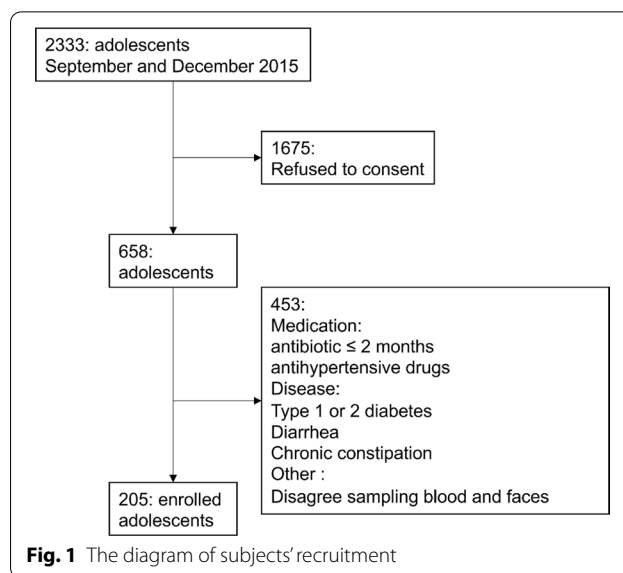 2333: adolescents
September and December 2015
1675:
Refused to consent
658:
adolescents
453:
Medication:
antibiotic ≤ 2 months
antihypertensive drugs
Disease:
Type 1 or 2 diabetes
Diarrhea
Chronic constipation
Other :
Disagree sampling blood and faces
205: enrolled
adolescents
Fig. 1 The diagram of subjects' recruitment